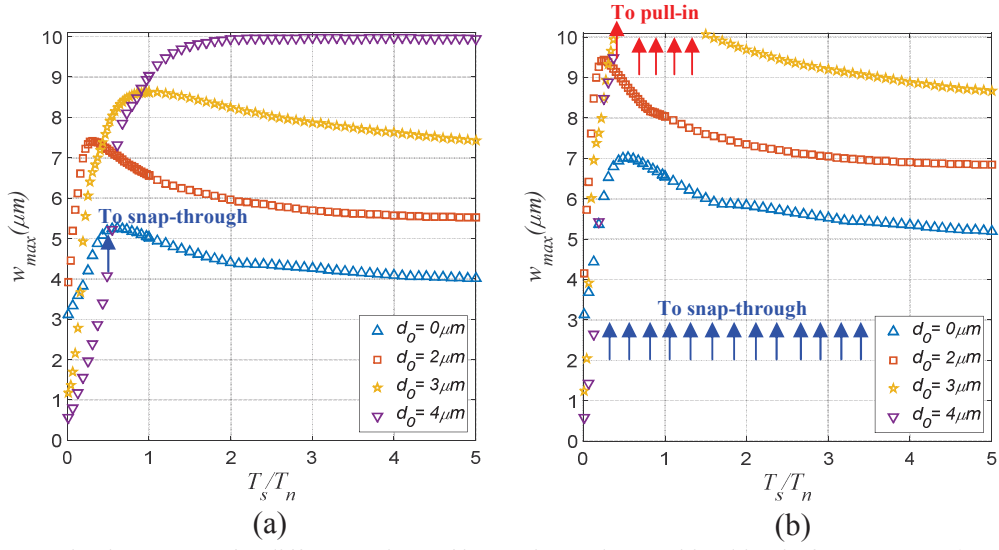 To pull-in
10
9
8
7
6
5
4
3
2
1
0
w_max(μm)
To snap-through
d_0= 0μm
d_0= 2μm
d_0= 3μm
d_0= 4μm
0 1 2 3 4 5
T_s/T_n
(a)
10
9
8
7
6
5
4
3
2
1
0
w_max(μm)
To snap-through
d_0= 0μm
d_0= 2μm
d_0= 3μm
d_0= 4μm
0 1 2 3 4 5
T_s/T_n
(b)